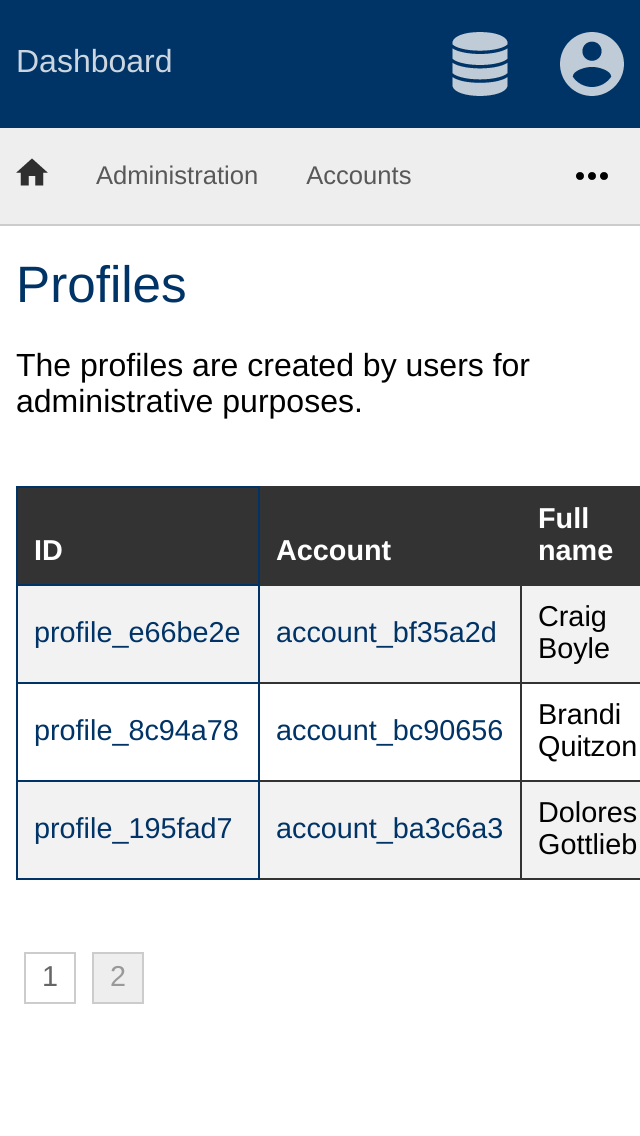 Dashboard
Administration Accounts
Profiles
The profiles are created by users for
administrative purposes.
ID Account Full name
profile_e66be2e account_bf35a2d Craig Boyle
profile_8c94a78 account_bc90656 Brandi Quitzon
profile_195fad7 account_ba3c6a3 Dolores Gottlieb
1 2